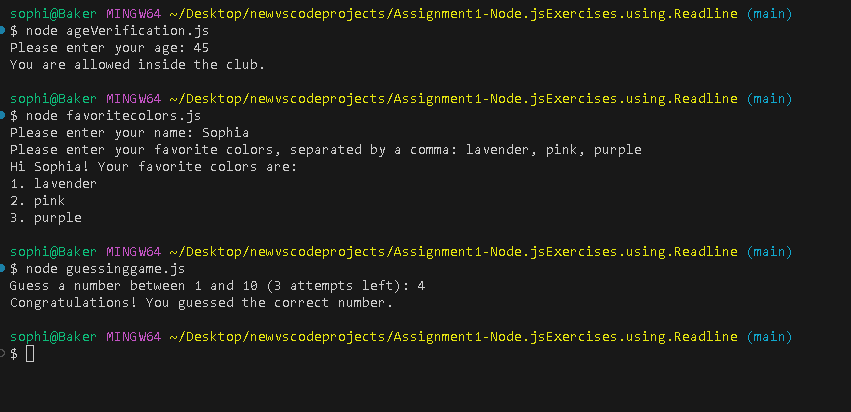 sophi@Baker MINGW64 ~/Desktop/newvscodeprojects/Assignment1-Node.jsExercises.using.Readline (main)
$ node ageVerification.js
Please enter your age: 45
You are allowed inside the club.
sophi@Baker MINGW64 ~/Desktop/newvscodeprojects/Assignment1-Node.jsExercises.using.Readline (main)
$ node favoritecolors.js
Please enter your name: Sophia
Please enter your favorite colors, separated by a comma: lavender, pink, purple
Hi Sophia! Your favorite colors are:
1. lavender
2. pink
3. purple
sophi@Baker MINGW64 ~/Desktop/newvscodeprojects/Assignment1-Node.jsExercises.using.Readline (main)
$ node guessinggame.js
Guess a number between 1 and 10 (3 attempts left): 4
Congratulations! You guessed the correct number.
sophi@Baker MINGW64 ~/Desktop/newvscodeprojects/Assignment1-Node.jsExercises.using.Readline (main)
$